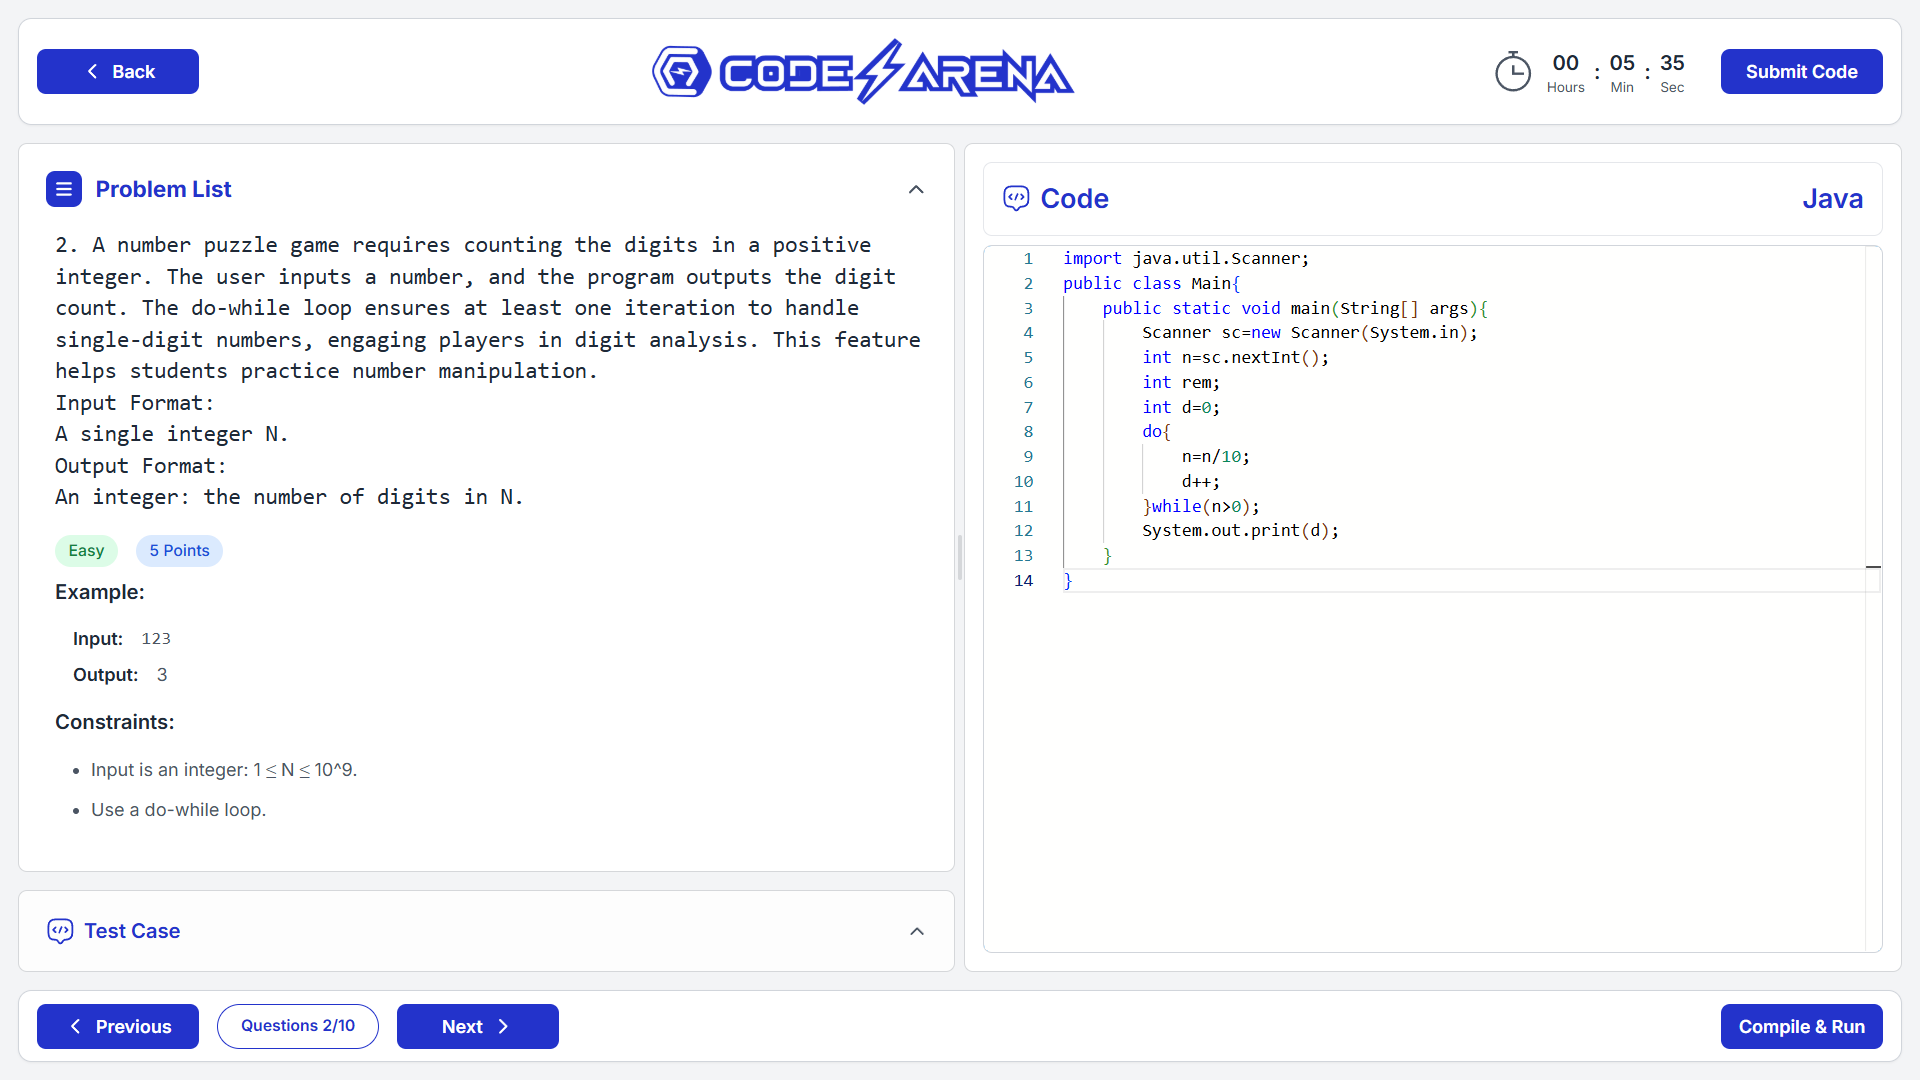 Back
CODE ARENA
00 : 05 : 35
Hours Min Sec
Submit Code
Problem List
2. A number puzzle game requires counting the digits in a positive
integer. The user inputs a number, and the program outputs the digit
count. The do-while loop ensures at least one iteration to handle
single-digit numbers, engaging players in digit analysis. This feature
helps students practice number manipulation.
Input Format:
A single integer N.
Output Format:
An integer: the number of digits in N.
Easy 5 Points
Example:
Input: 123
Output: 3
Constraints:
• Input is an integer: 1 ≤ N ≤ 10^9.
• Use a do-while loop.
Test Case
Code Java
1 import java.util.Scanner;
2 public class Main{
3     public static void main(String[] args){
4         Scanner sc=new Scanner(System.in);
5         int n=sc.nextInt();
6         int rem;
7         int d=0;
8         do{
9             n=n/10;
10             d++;
11         }while(n>0);
12         System.out.print(d);
13     }
14 }
Previous
Questions 2/10
Next
Compile & Run